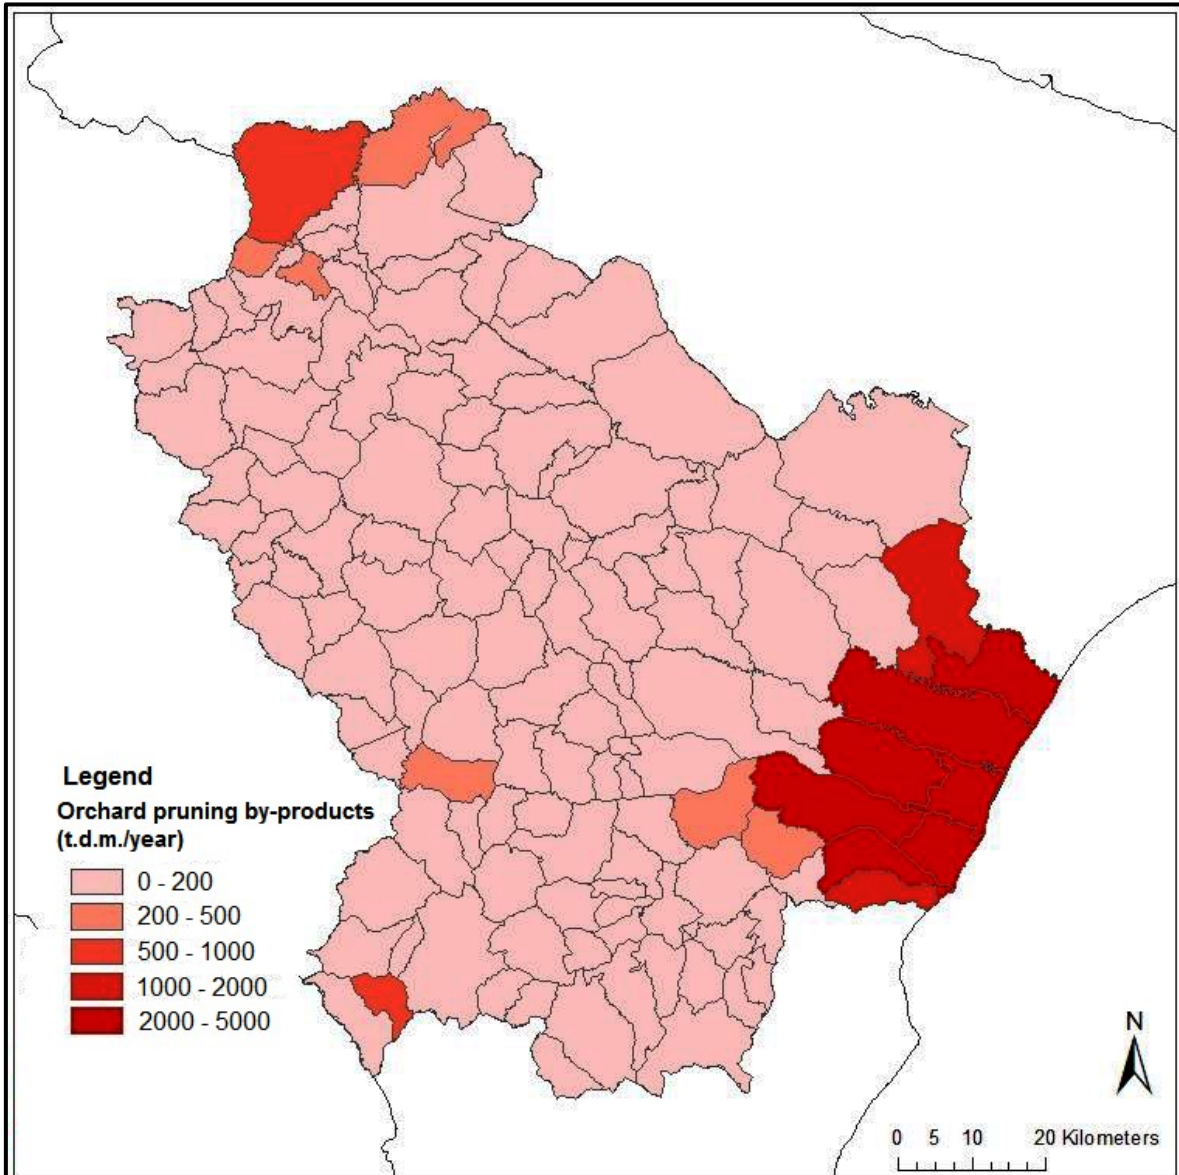 Legend
Orchard pruning by-products
(t.d.m./year)
0 - 200
200 - 500
500 - 1000
1000 - 2000
2000 - 5000
N
0 5 10 20 Kilometers